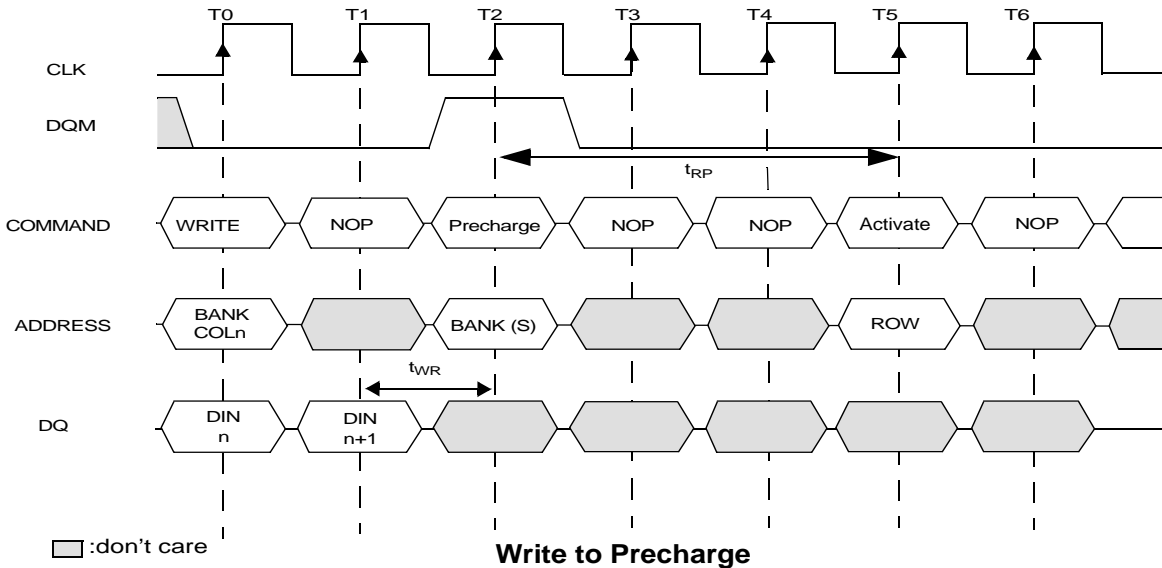 T0 T1 T2 T3 T4 T5 T6
CLK
DQM
tRP
COMMAND WRITE NOP Precharge NOP NOP Activate NOP
ADDRESS BANK COLn BANK (S) ROW
tWR
DQ DIN n DIN n+1
:don't care
Write to Precharge